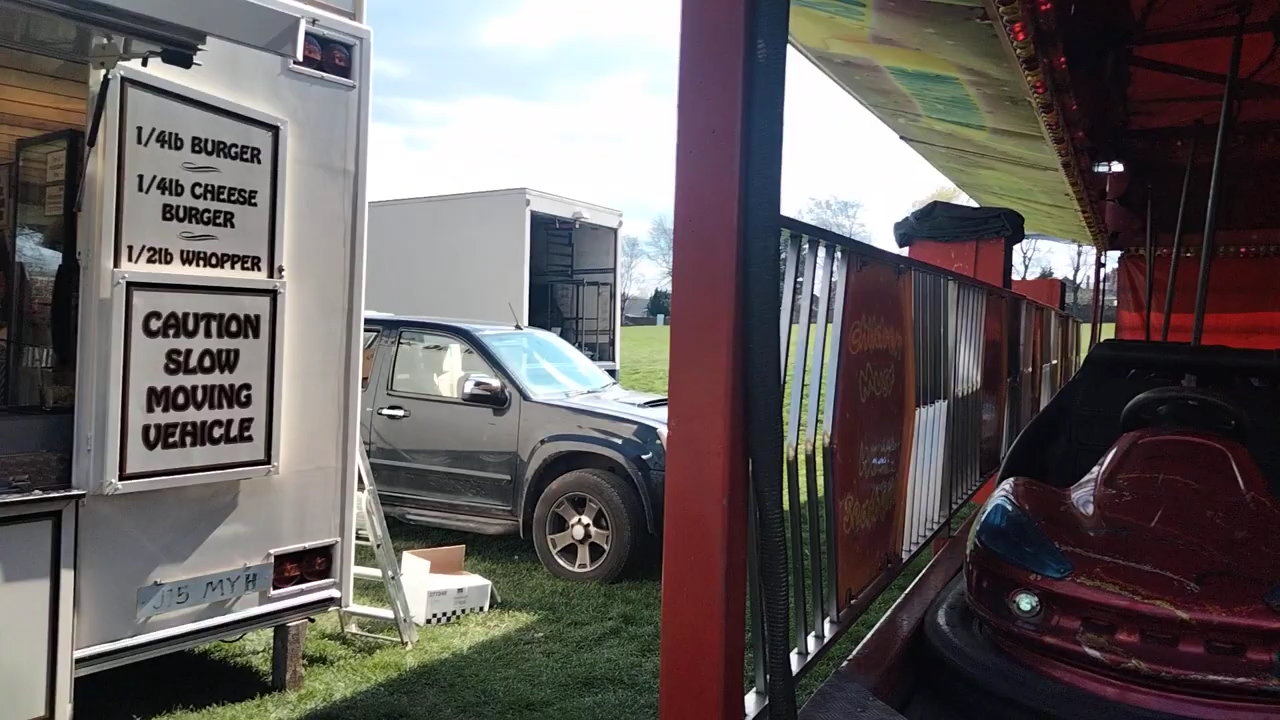 1/4lb BURGER
1/4lb CHEESE
BURGER
1/2lb WHOPPER
CAUTION
SLOW
MOVING
VEHICLE
J15 MYH